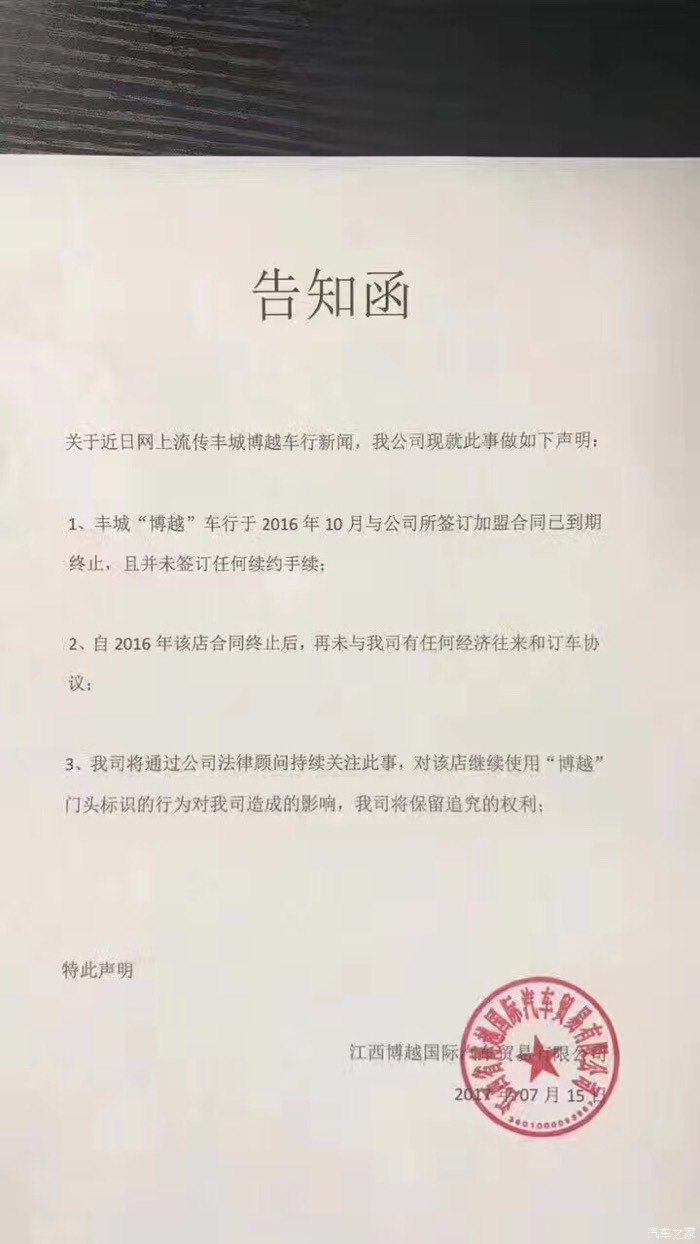 告知函
关于近日网上流传丰城博越车行新闻，我公司现就此事做如下声明：
1、丰城“博越”车行于 2016 年 10 月与公司所签订加盟合同已到期
终止，且并未签订任何续约手续；
2、自 2016 年该店合同终止后，再未与我司有任何经济往来和订车协
议；
3、我司将通过公司法律顾问持续关注此事，对该店继续使用“博越”
门头标识的行为对我司造成的影响，我司将保留追究的权利；
特此声明
江西博越国际汽车贸易有限公司
2017 年 07 月 15 日
江西省博越国际汽车贸易有限公司
汽车之家